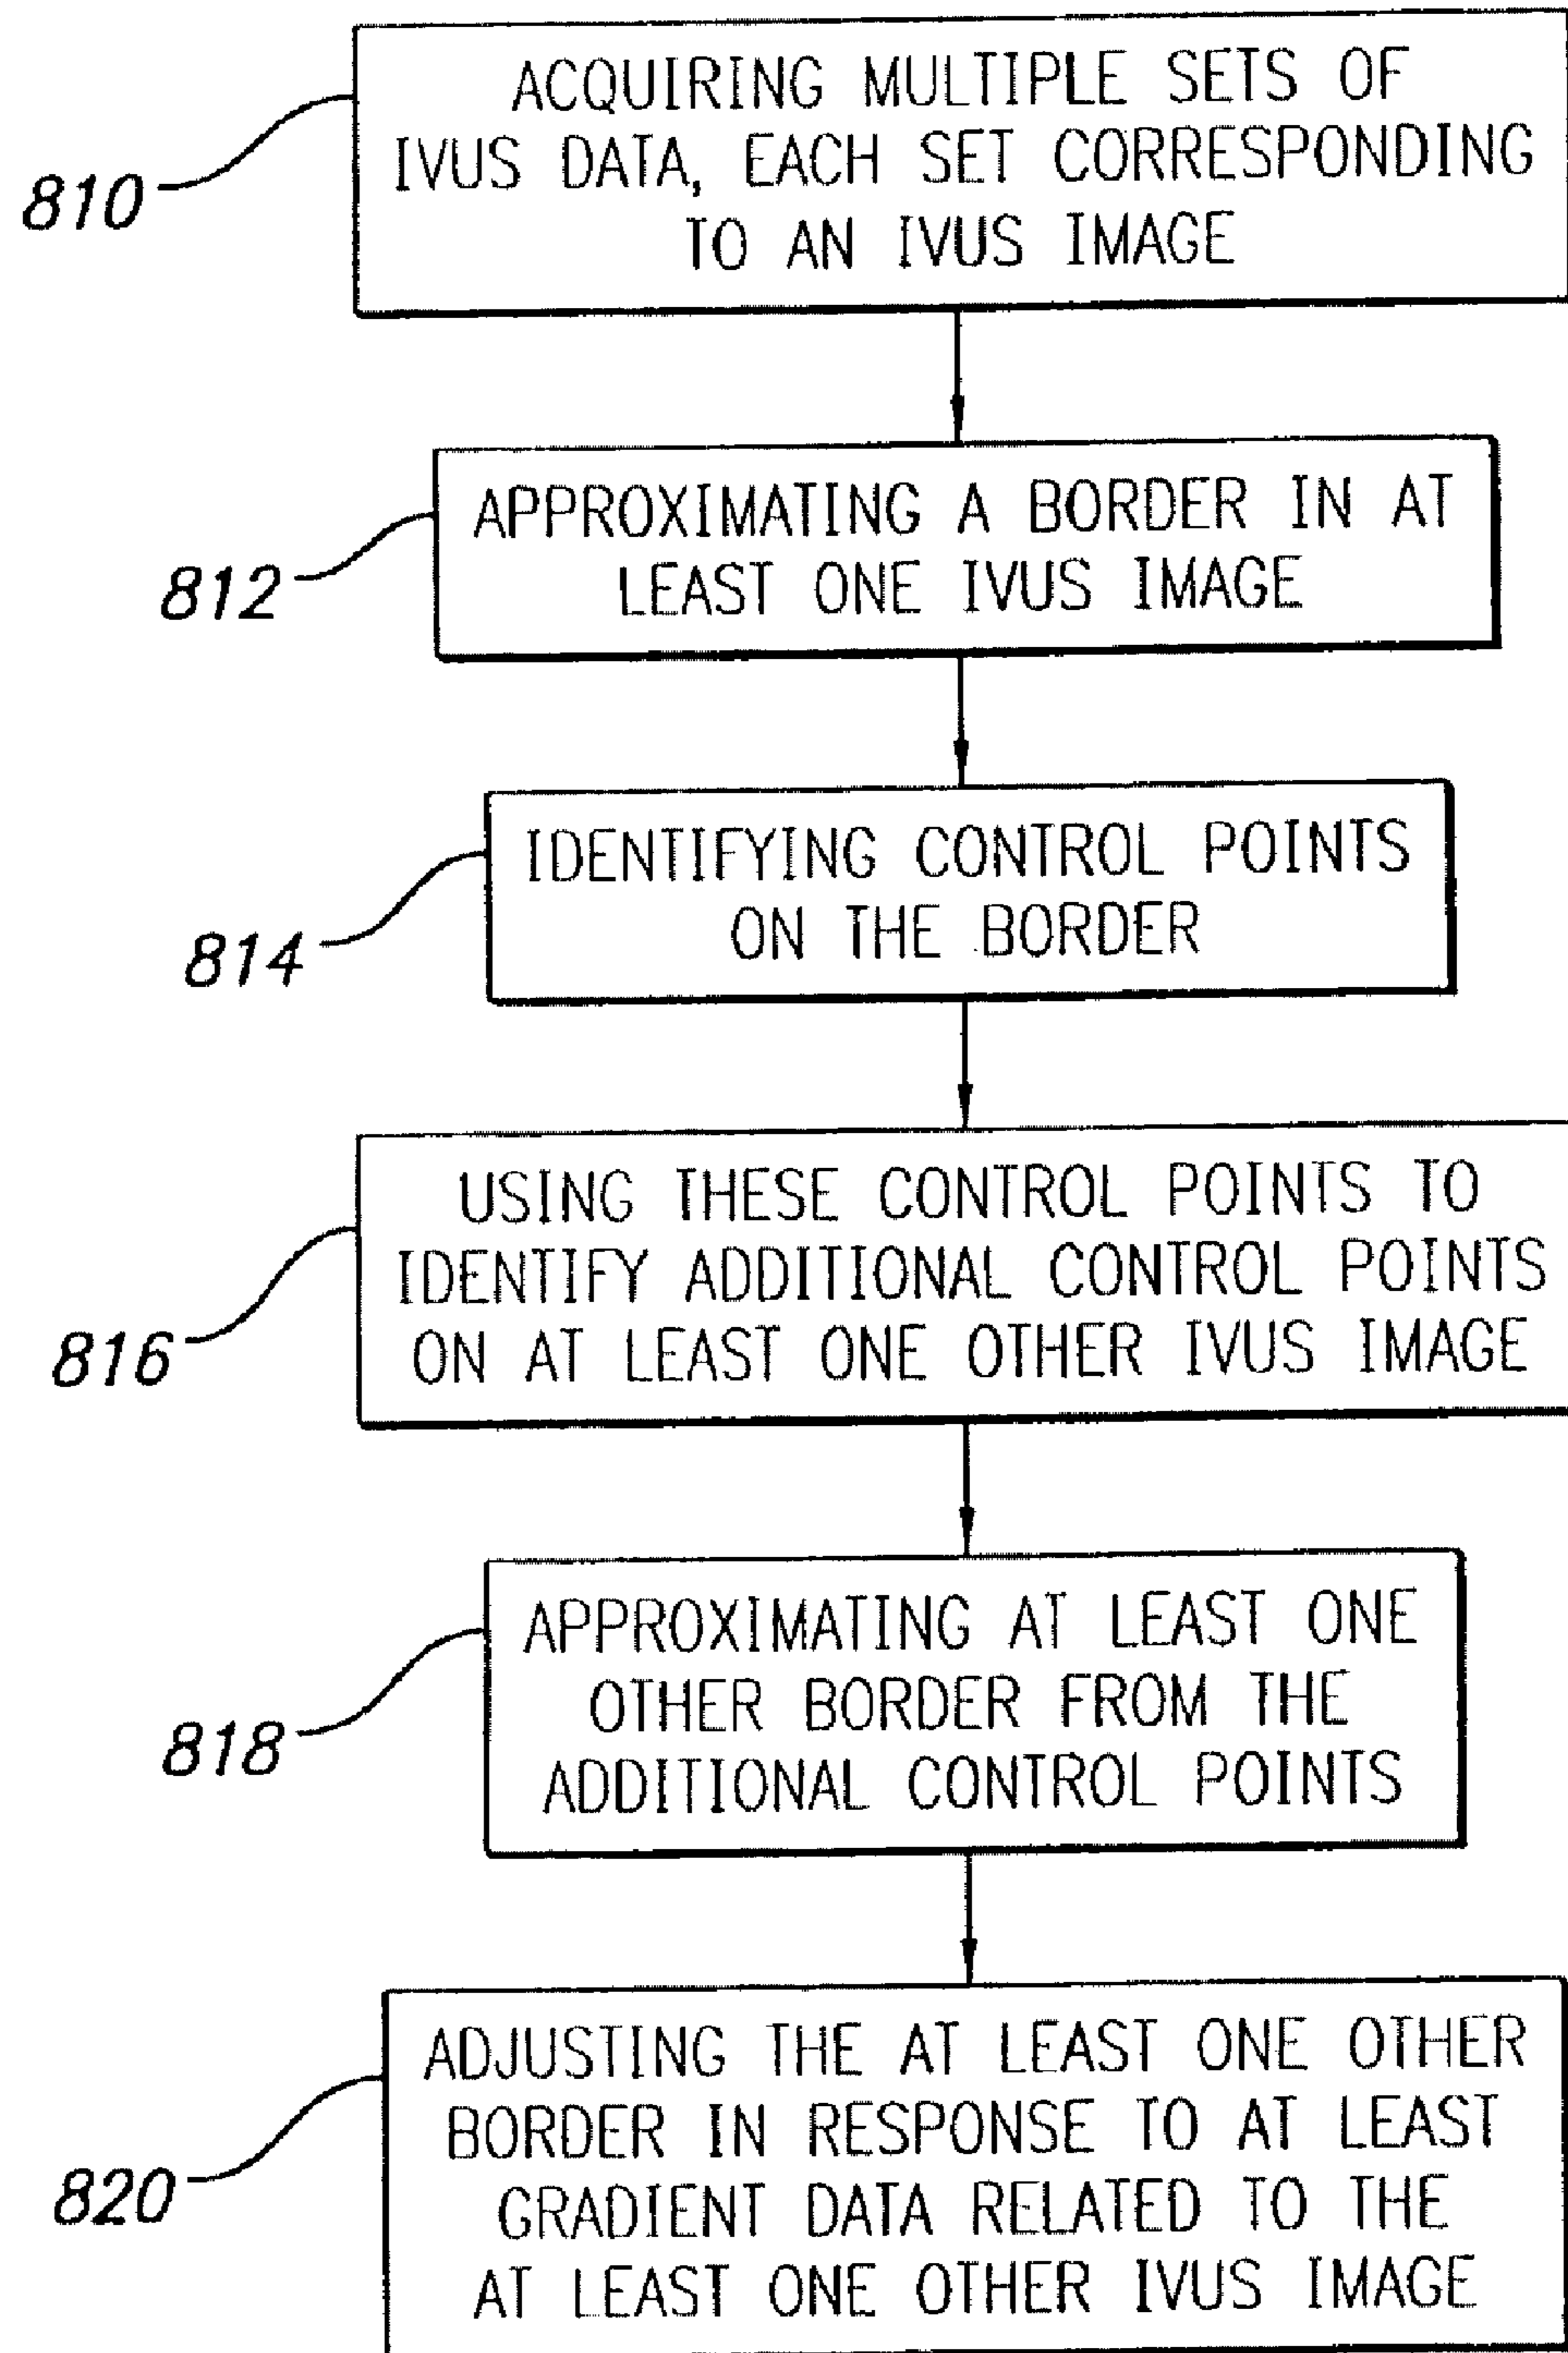 ACQUIRING MULTIPLE SETS OF
IVUS DATA, EACH SET CORRESPONDING
TO AN IVUS IMAGE
810
APPROXIMATING A BORDER IN AT
LEAST ONE IVUS IMAGE
812
IDENTIFYING CONTROL POINTS
ON THE BORDER
814
USING THESE CONTROL POINTS TO
IDENTIFY ADDITIONAL CONTROL POINTS
ON AT LEAST ONE OTHER IVUS IMAGE
816
APPROXIMATING AT LEAST ONE
OTHER BORDER FROM THE
ADDITIONAL CONTROL POINTS
818
ADJUSTING THE AT LEAST ONE OTHER
BORDER IN RESPONSE TO AT LEAST
GRADIENT DATA RELATED TO THE
AT LEAST ONE OTHER IVUS IMAGE
820